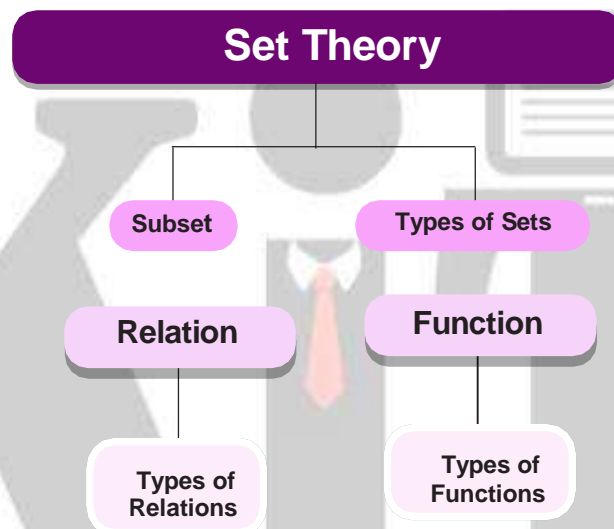 Set Theory
Subset
Types of Sets
Relation
Function
Types of
Relations
Types of
Functions